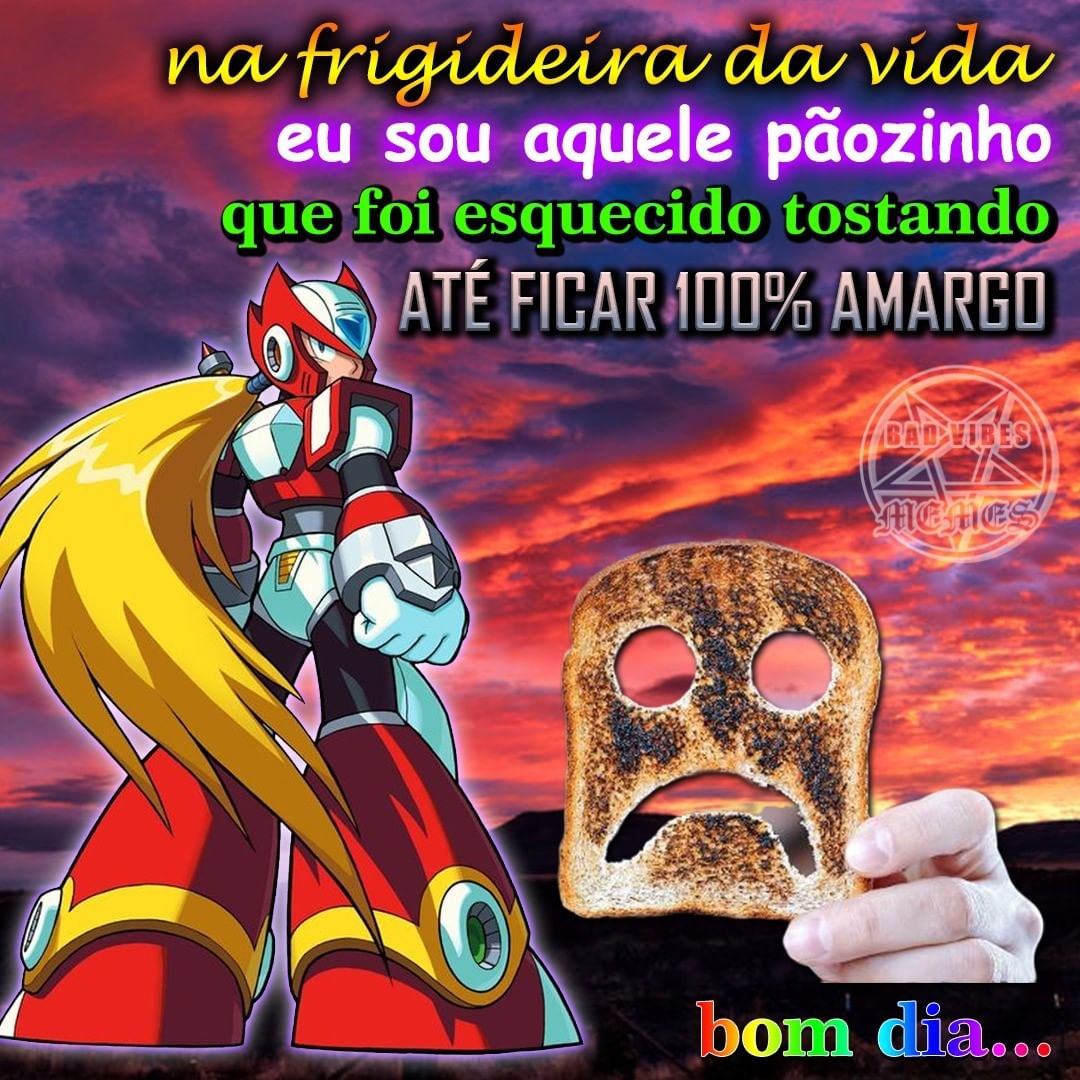 na frigideira da vida
eu sou aquele pãozinho
que foi esquecido tostando
ATÉ FICAR 100% AMARGO
BAD VIBES
MEMES
bom dia...